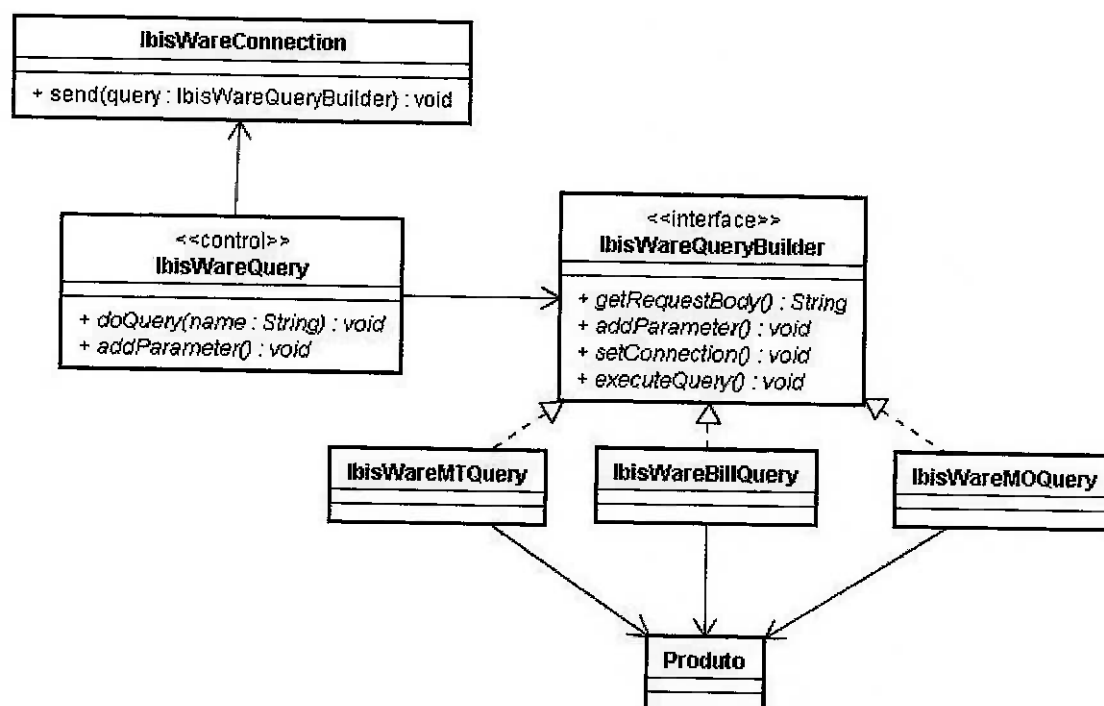 IbisWareConnection
+ send(query : IbisWareQueryBuilder) : void
<<control>>
IbisWareQuery
+ doQuery(name : String) : void
+ addParameter() : void
<<interface>>
IbisWareQueryBuilder
+ getRequestBody() : String
+ addParameter() : void
+ setConnection() : void
+ executeQuery() : void
IbisWareMTQuery
IbisWareBillQuery
IbisWareMOQuery
Produto